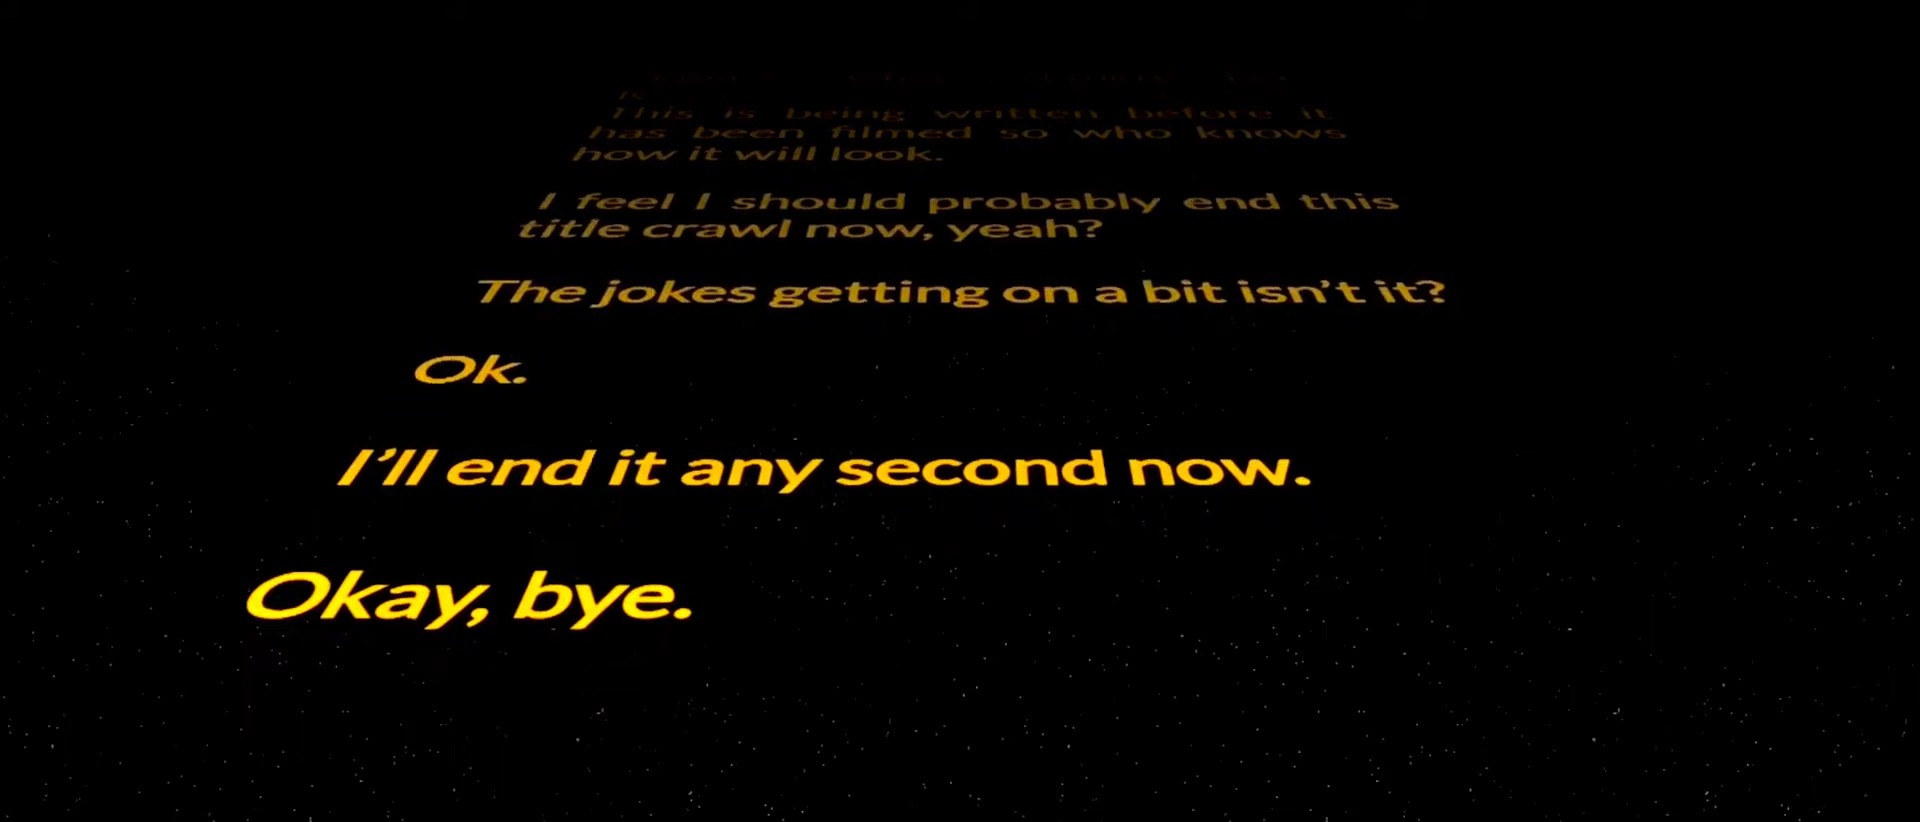 This is being written before it
has been filmed so who knows
how it will look.
I feel I should probably end this
title crawl now, yeah?
The jokes getting on a bit isn't it?
Ok.
I'll end it any second now.
Okay, bye.